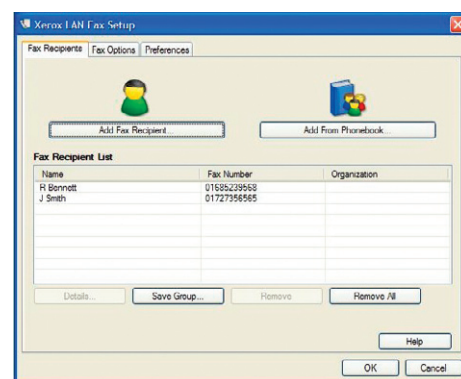 Xerox LAN Fax Setup
Fax Recipients Fax Options Preferences
Add Fax Recipient... Add From Phonebook...
Fax Recipient List
Name Fax Number Organization
R Bennett 01685239568
J Smith 01727356565
Details... Save Group... Remove Remove All
Help
OK Cancel